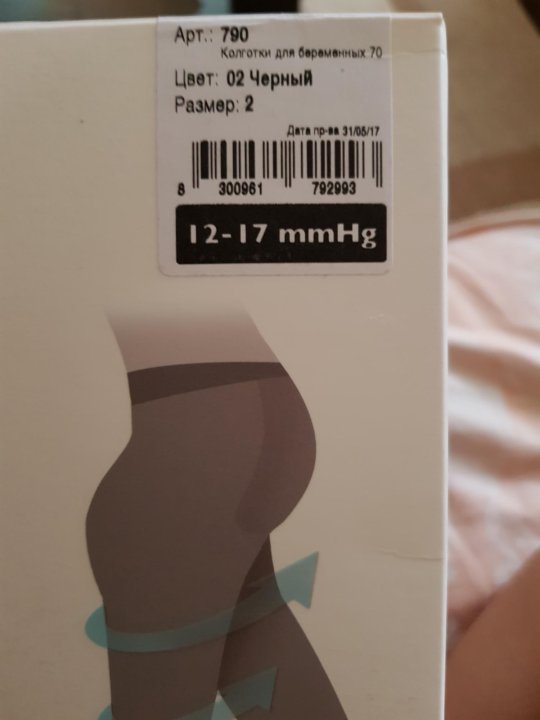 Арт.: 790
Колготки для беременных 70
Цвет: 02 Черный
Размер: 2
Дата пр-ва 31/05/17
8 300961 792993
12-17 mmHg